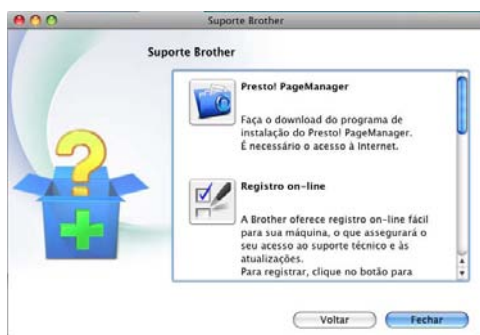 Suporte Brother
Suporte Brother
Presto! PageManager
Faça o download do programa de
instalação do Presto! PageManager.
É necessário o acesso à Internet.
Registro on-line
A Brother oferece registro on-line fácil
para sua máquina, o que assegurará o
seu acesso ao suporte técnico e às
atualizações.
Para registrar, clique no botão para
Voltar
Fechar